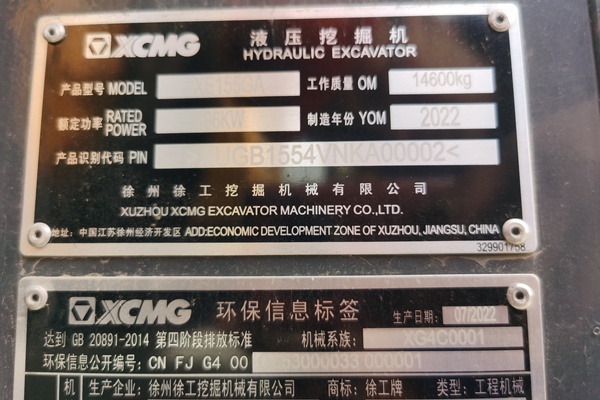 XCMG 液压挖掘机
HYDRAULIC EXCAVATOR
产品型号 MODEL 工作质量 OM 14600kg
额定功率 RATED POWER 制造年份 YOM 2022
产品识别代码 PIN UGB1554VNKA00002<
徐州徐工挖掘机械有限公司
XUZHOU XCMG EXCAVATOR MACHINERY CO.,LTD.
地址: 中国江苏徐州经济开发区 ADD:ECONOMIC DEVELOPMENT ZONE OF XUZHOU, JIANGSU, CHINA
329901758
XCMG 环保信息标签 生产日期: 07/2022
达到 GB 20891-2014 第四阶段排放标准 机械系族: XG4C0001
环保信息公开编号: CN FJ G4 00 000001
机 生产企业: 徐州徐工挖掘机械有限公司 商标: 徐工牌 类型: 工程机械